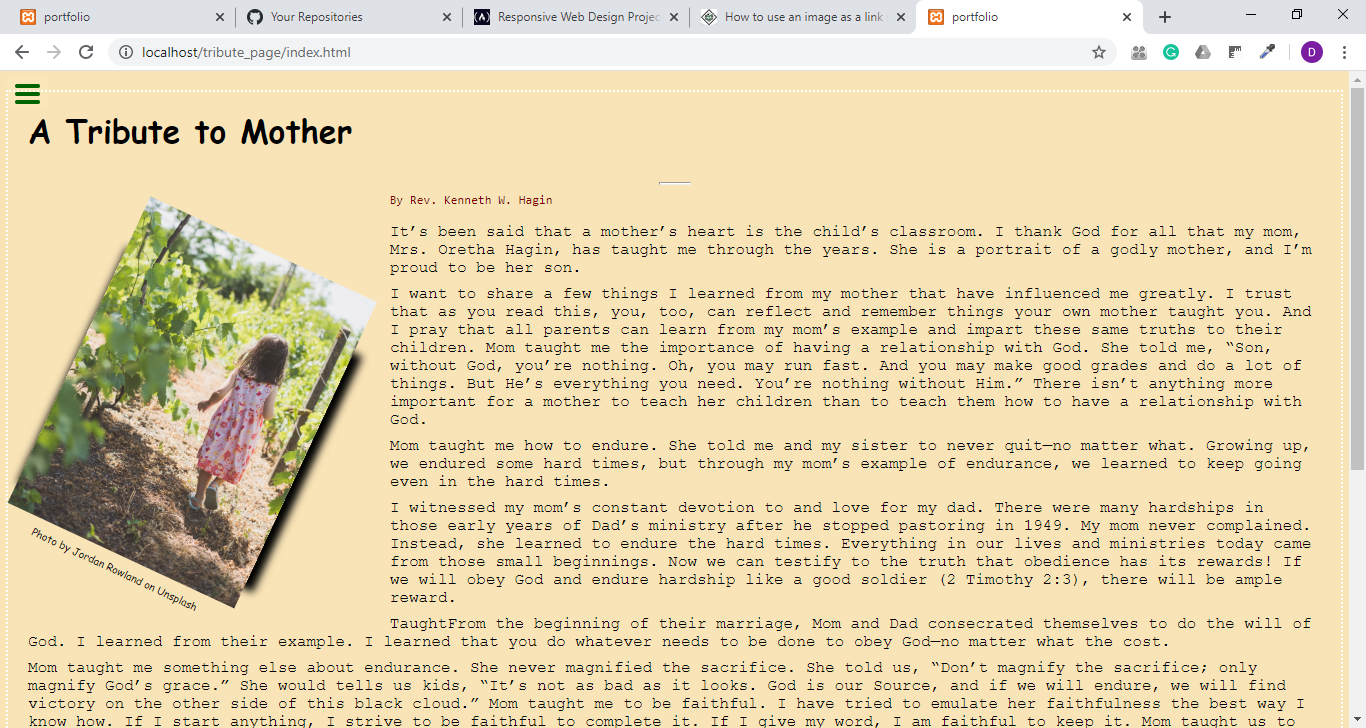 portfolio
Your Repositories
Responsive Web Design Projec
How to use an image as a link
portfolio
localhost/tribute_page/index.html
D
A Tribute to Mother
By Rev. Kenneth W. Hagin
It’s been said that a mother’s heart is the child’s classroom. I thank God for all that my mom,
Mrs. Oretha Hagin, has taught me through the years. She is a portrait of a godly mother, and I’m
proud to be her son.
I want to share a few things I learned from my mother that have influenced me greatly. I trust
that as you read this, you, too, can reflect and remember things your own mother taught you. And
I pray that all parents can learn from my mom’s example and impart these same truths to their
children. Mom taught me the importance of having a relationship with God. She told me, “Son,
without God, you’re nothing. Oh, you may run fast. And you may make good grades and do a lot of
things. But He’s everything you need. You’re nothing without Him.” There isn’t anything more
important for a mother to teach her children than to teach them how to have a relationship with
God.
Mom taught me how to endure. She told me and my sister to never quit—no matter what. Growing up,
we endured some hard times, but through my mom’s example of endurance, we learned to keep going
even in the hard times.
I witnessed my mom’s constant devotion to and love for my dad. There were many hardships in
those early years of Dad’s ministry after he stopped pastoring in 1949. My mom never complained.
Instead, she learned to endure the hard times. Everything in our lives and ministries today came
from those small beginnings. Now we can testify to the truth that obedience has its rewards! If
we will obey God and endure hardship like a good soldier (2 Timothy 2:3), there will be ample
reward.
Photo by Jordan Rowland on Unsplash
TaughtFrom the beginning of their marriage, Mom and Dad consecrated themselves to do the will of
God. I learned from their example. I learned that you do whatever needs to be done to obey God—no matter what the cost.
Mom taught me something else about endurance. She never magnified the sacrifice. She told us, “Don’t magnify the sacrifice; only
magnify God’s grace.” She would tells us kids, “It’s not as bad as it looks. God is our Source, and if we will endure, we will find
victory on the other side of this black cloud.” Mom taught me to be faithful. I have tried to emulate her faithfulness the best way I
know how. If I start anything, I strive to be faithful to complete it. If I give my word, I am faithful to keep it. Mom taught us to